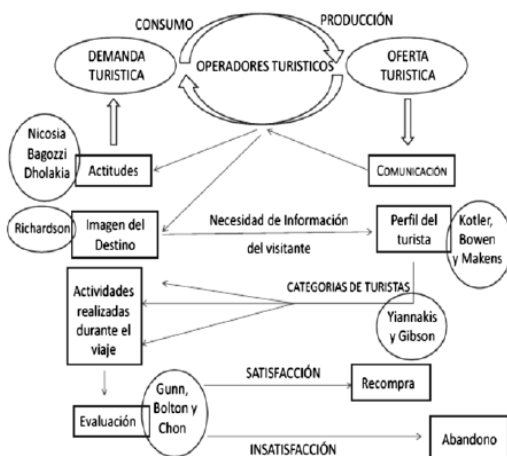 CONSUMO
PRODUCCIÓN
DEMANDA
TURISTICA
OPERADORES TURISTICOS
OFERTA
TURISTICA
Nicosia
Bagozzi
Dholakia
Actitudes
COMUNICACIÓN
Richardson
Imagen del
Destino
Necesidad de Información
del visitante
Perfil del
turista
Kotler,
Bowen
y Makens
Actividades
realizadas
durante el
viaje
CATEGORIAS DE TURISTAS
Yiannakis
y Gibson
Evaluación
Gunn,
Bolton y
Chon
SATISFACCIÓN
Recompra
INSATISFACCIÓN
Abandono